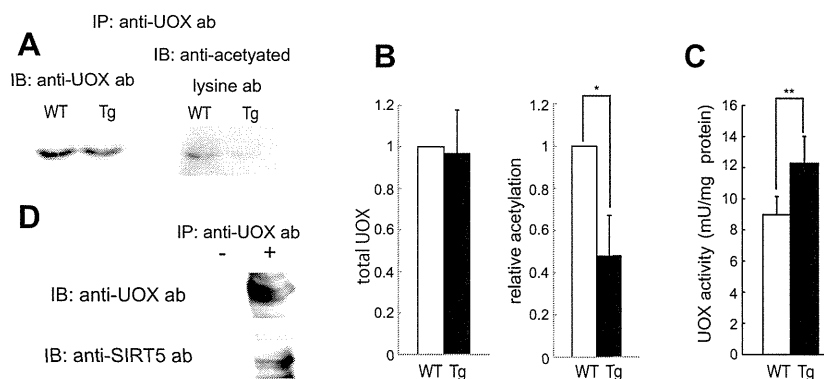 IP: anti-UOX ab
A
IB: anti-UOX ab
IB: anti-acetyated
lysine ab
WT Tg
WT Tg
D
IP: anti-UOX ab
- +
IB: anti-UOX ab
IB: anti-SIRT5 ab
B
total UOX
1.2
1
0.8
0.6
0.4
0.2
0
WT Tg
relative acetylation
1.2
1
0.8
0.6
0.4
0.2
0
*
WT Tg
C
UOX activity (mU/mg protein)
16
14
12
10
8
6
4
2
0
**
WT Tg